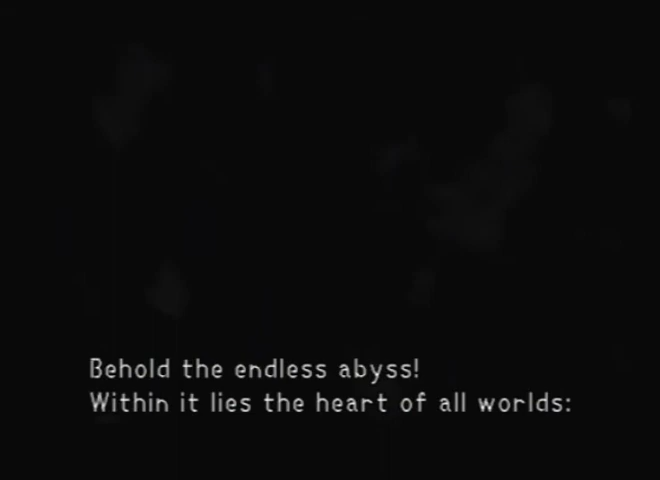 Behold the endless abyss!
Within it lies the heart of all worlds: